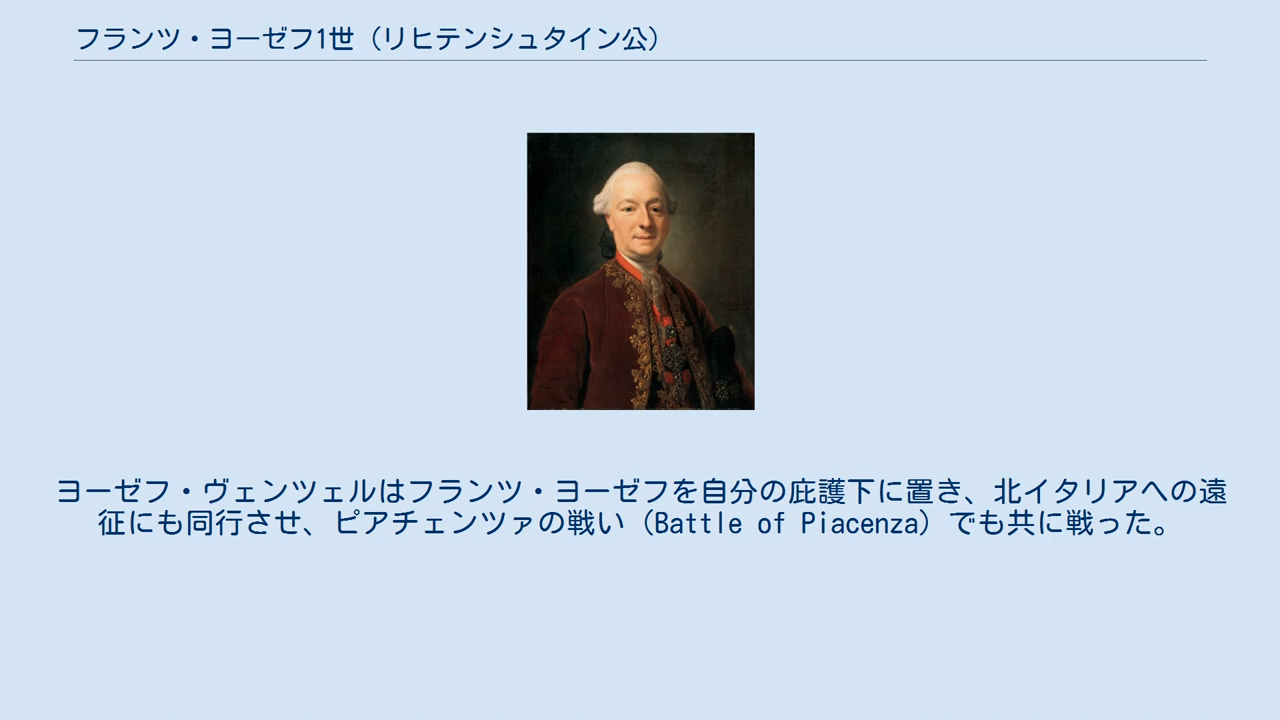 フランツ・ヨーゼフ1世（リヒテンシュタイン公）
ヨーゼフ・ヴェンツェルはフランツ・ヨーゼフを自分の庇護下に置き、北イタリアへの遠
征にも同行させ、ピアチェンツァの戦い（Battle of Piacenza）でも共に戦った。